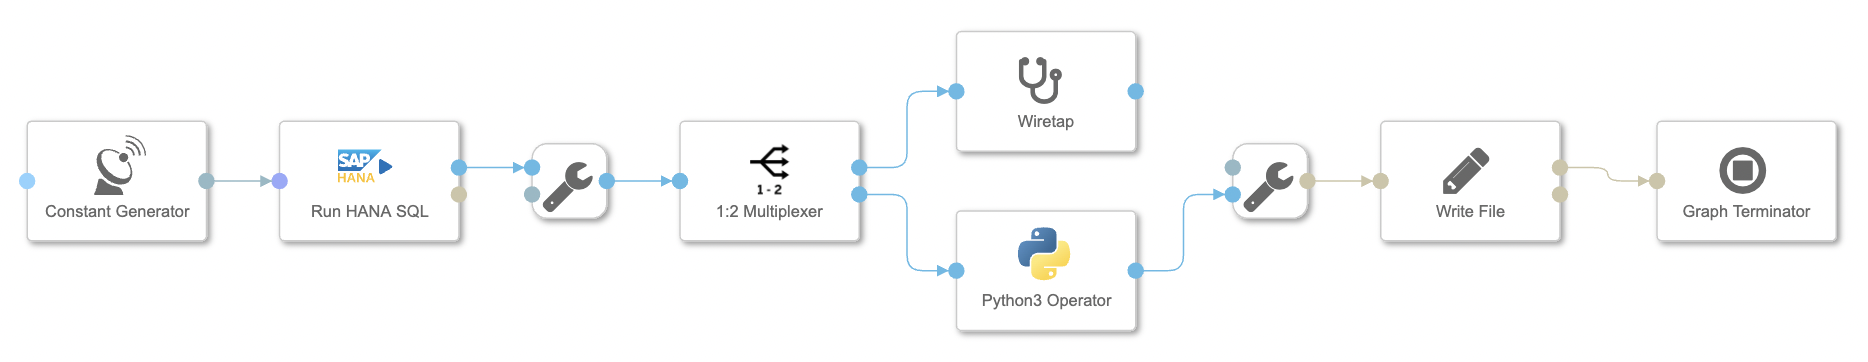 Constant Generator
SAP
HANA
Run HANA SQL
1 - 2
1:2 Multiplexer
Wiretap
Python3 Operator
Write File
Graph Terminator